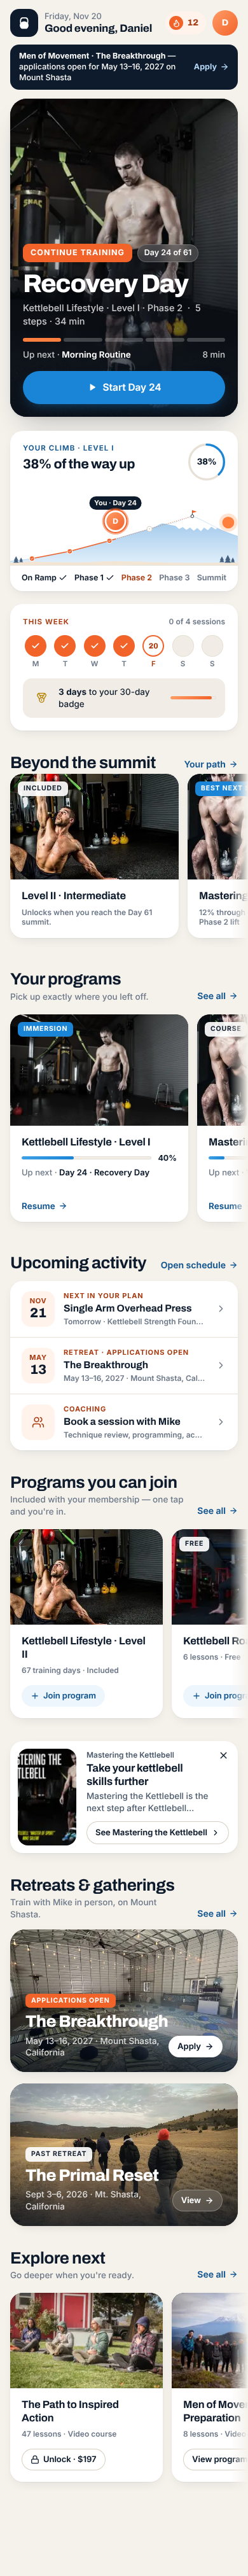 Friday, Nov 20
Good evening, Daniel
12
D
Men of Movement · The Breakthrough —
applications open for May 13–16, 2027 on
Mount Shasta
Apply →
CONTINUE TRAINING
Day 24 of 61
Recovery Day
Kettlebell Lifestyle · Level I · Phase 2 · 5
steps · 34 min
Up next · Morning Routine
8 min
Start Day 24
YOUR CLIMB · LEVEL I
38% of the way up
38%
You · Day 24
D
On Ramp ✓
Phase 1 ✓
Phase 2
Phase 3
Summit
THIS WEEK
0 of 4 sessions
20
M
T
W
T
F
S
S
3 days to your 30-day
badge
Beyond the summit
Your path →
INCLUDED
Level II · Intermediate
Unlocks when you reach the Day 61
summit.
BEST NEXT
Mastering
12% through
Phase 2 lift
Your programs
Pick up exactly where you left off.
See all →
IMMERSION
Kettlebell Lifestyle · Level I
40%
Up next · Day 24 · Recovery Day
Resume →
COURSE
Up next
Resume
Upcoming activity
Open schedule →
NOV
21
NEXT IN YOUR PLAN
Single Arm Overhead Press
Tomorrow · Kettlebell Strength Foun...
MAY
13
RETREAT · APPLICATIONS OPEN
The Breakthrough
May 13–16, 2027 · Mount Shasta, Cal...
COACHING
Book a session with Mike
Technique review, programming, ac...
Programs you can join
Included with your membership — one tap
and you're in.
See all →
Kettlebell Lifestyle · Level
II
67 training days · Included
+ Join program
FREE
Kettlebell
6 lessons · Free
+ Join
STERING THE
TLEBELL
Mastering the Kettlebell
Take your kettlebell
skills further
Mastering the Kettlebell is the
next step after Kettlebell...
See Mastering the Kettlebell >
Retreats & gatherings
Train with Mike in person, on Mount
Shasta.
See all →
APPLICATIONS OPEN
The Breakthrough
May 13–16, 2027 · Mount Shasta,
California
Apply →
PAST RETREAT
The Primal Reset
Sept 3–6, 2026 · Mt. Shasta,
California
View →
Explore next
Go deeper when you're ready.
See all →
The Path to Inspired
Action
47 lessons · Video course
Unlock · $197
Men of
Preparation
8 lessons ·
View